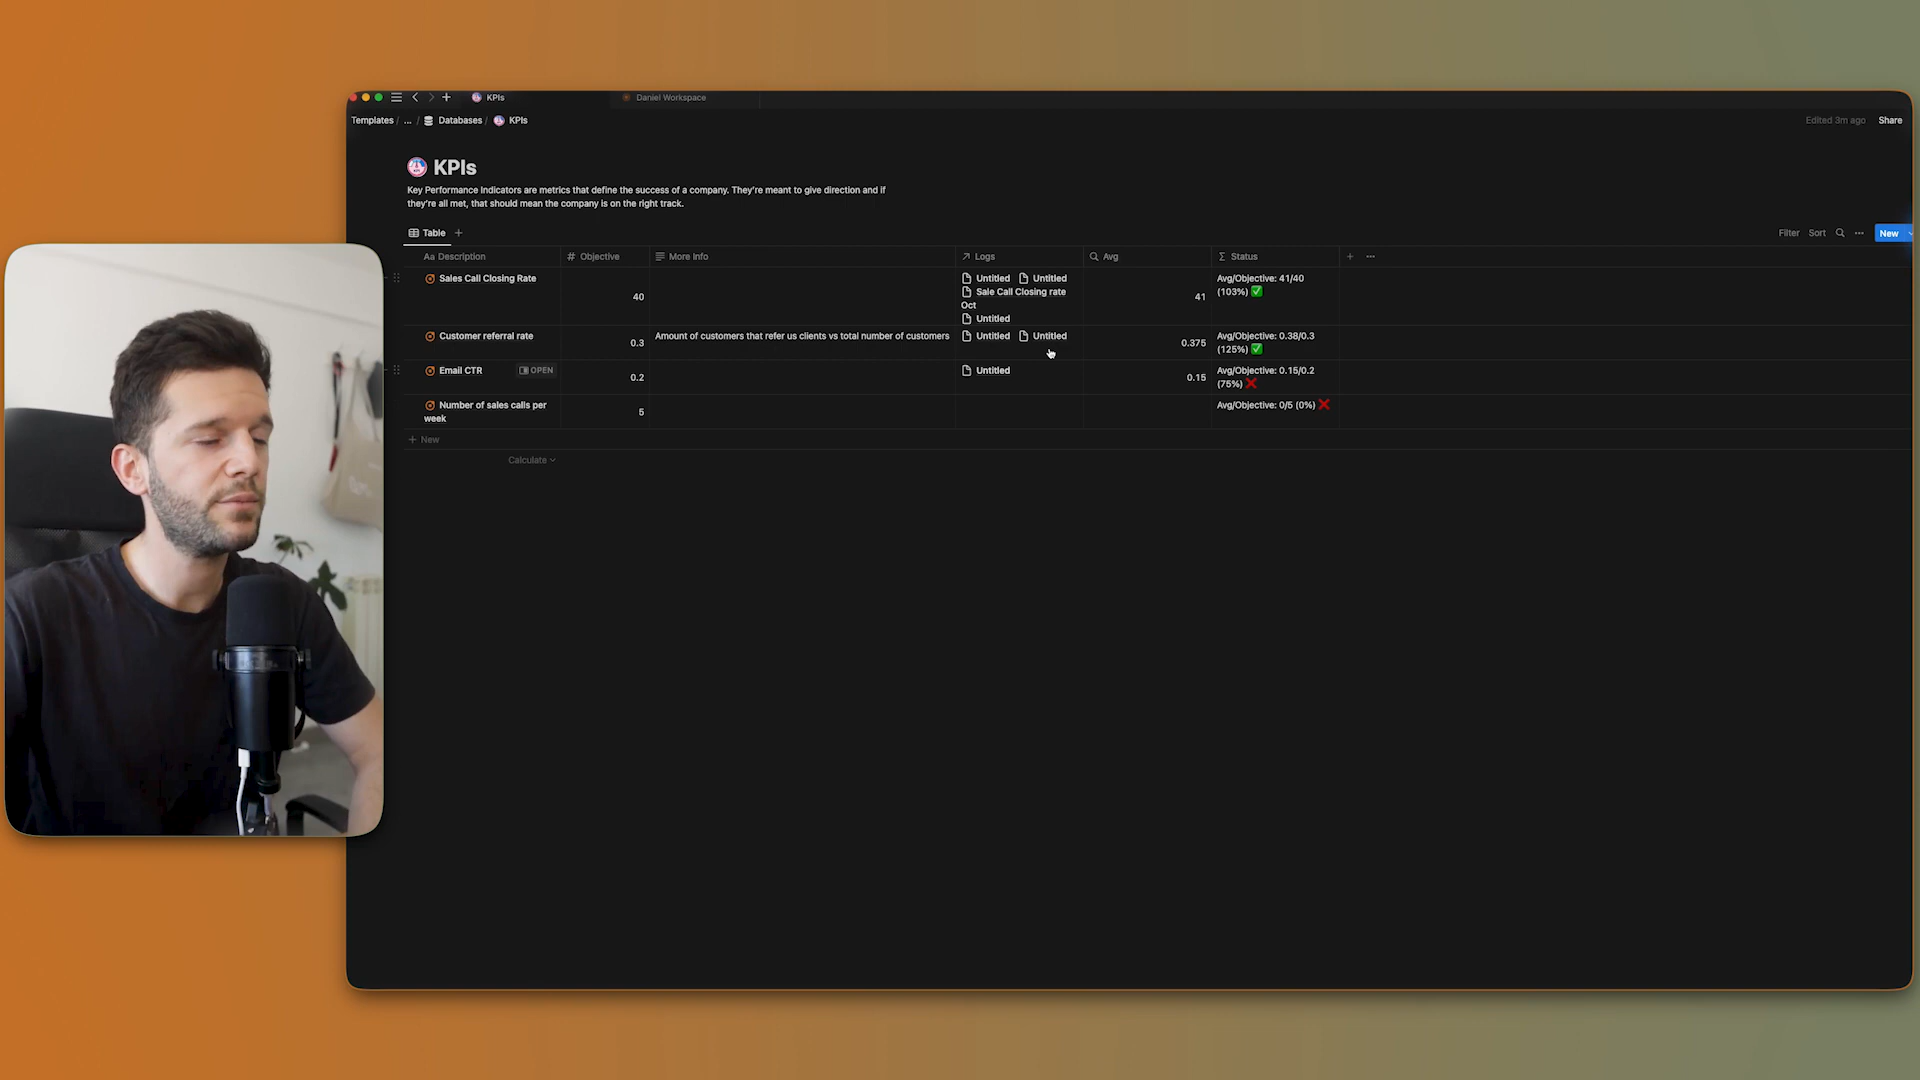 KPIs
Daniel Workspace
Templates / ... / Databases / KPIs
Edited 3m ago
Share
KPIs
Key Performance Indicators are metrics that define the success of a company. They're meant to give direction and if
they're all met, that should mean the company is on the right track.
Table
Filter
Sort
New
Aa Description
# Objective
More Info
Logs
Avg
Σ Status
Sales Call Closing Rate
40
Untitled
Untitled
Sale Call Closing rate
Oct
Untitled
41
Avg/Objective: 41/40
(103%) ✅
Customer referral rate
0.3
Amount of customers that refer us clients vs total number of customers
Untitled
Untitled
0.375
Avg/Objective: 0.38/0.3
(125%) ✅
Email CTR
OPEN
0.2
Untitled
0.15
Avg/Objective: 0.15/0.2
(75%) ❌
Number of sales calls per
week
5
Avg/Objective: 0/5 (0%) ❌
+ New
Calculate